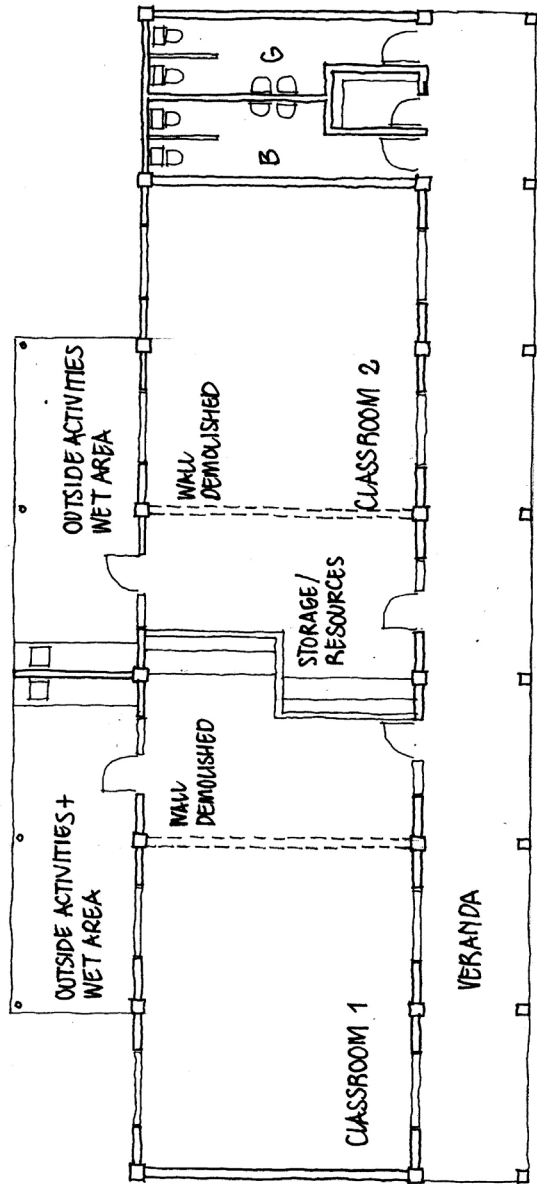 OUTSIDE ACTIVITIES+
WET AREA
OUTSIDE ACTIVITIES
WET AREA
WALL
DEMOLISHED
WALL
DEMOLISHED
B
G
STORAGE/
RESOURCES
CLASSROOM 1
CLASSROOM 2
VERANDA